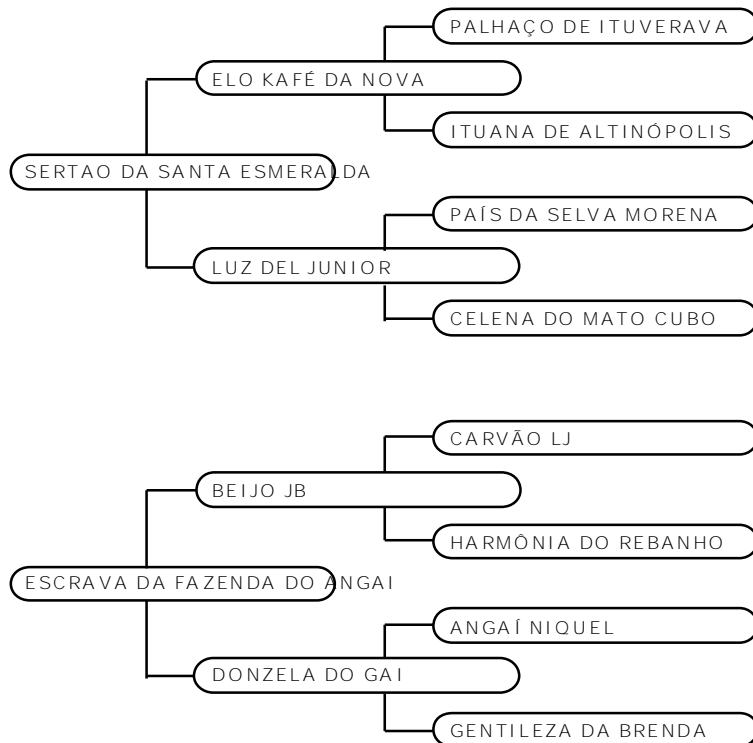 PALHAÇO DE ITUVERAVA
ELO KAFÉ DA NOVA
ITUANA DE ALTINÓPOLIS
SERTAO DA SANTA ESMERALDA
PAÍS DA SELVA MORENA
LUZ DEL JUNIOR
CELENA DO MATO CUBO
CARVÃO LJ
BEIJO JB
HARMÔNIA DO REBANHO
ESCRAVA DA FAZENDA DO ANGAI
ANGAÍ NIQUEL
DONZELA DO GAI
GENTILEZA DA BRENDA